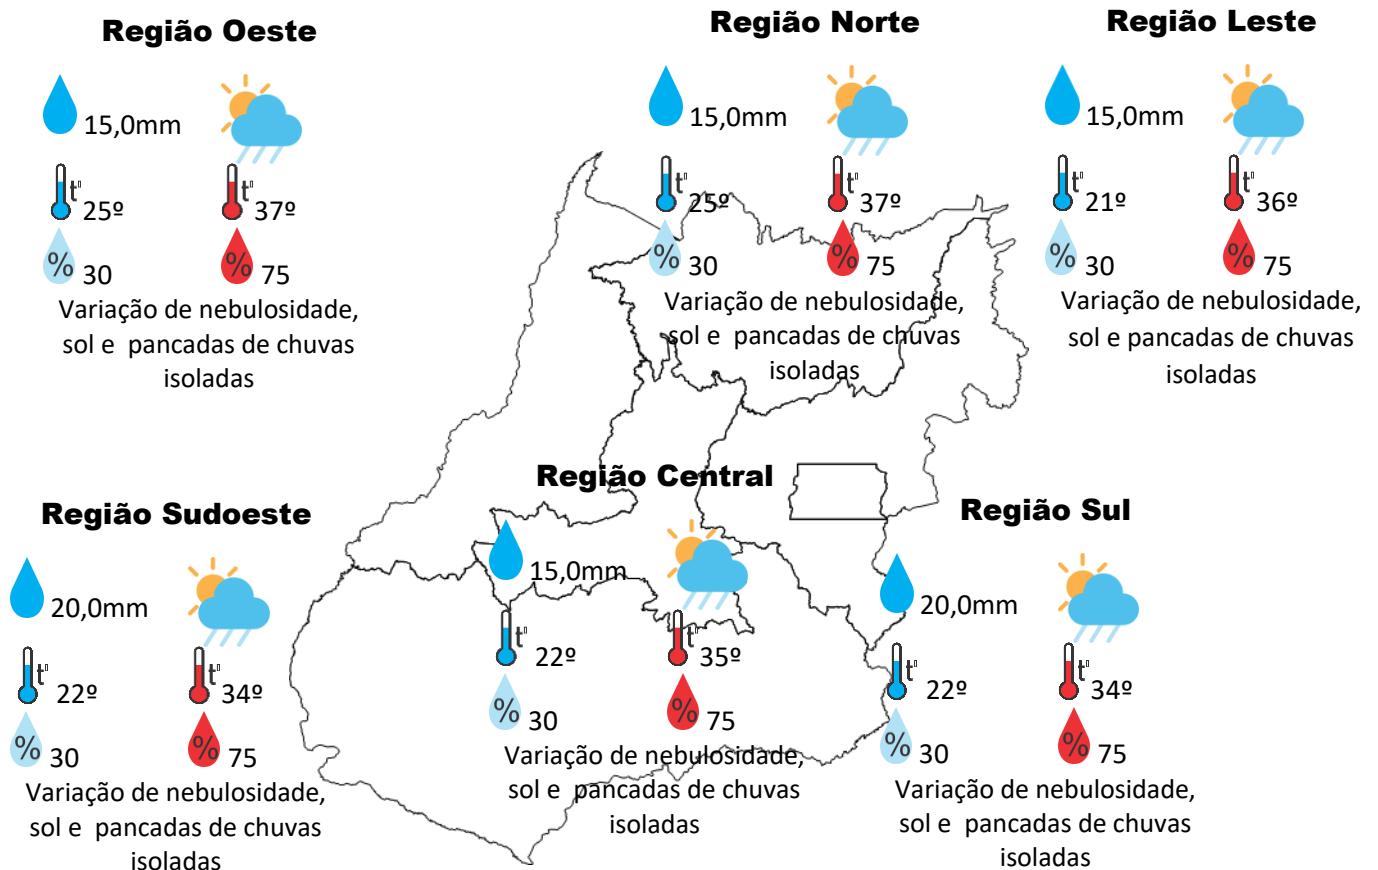 Região Oeste
15,0mm
t°
25º
37º
%
30
%
75
Variação de nebulosidade,
sol e pancadas de chuvas
isoladas
Região Norte
15,0mm
t°
25º
t°
37º
%
30
%
75
Variação de nebulosidade,
sol e pancadas de chuvas
isoladas
Região Leste
15,0mm
t°
21º
t°
36º
%
30
%
75
Variação de nebulosidade,
sol e pancadas de chuvas
isoladas
Região Sudoeste
20,0mm
t°
22º
t°
34º
%
30
%
75
Variação de nebulosidade,
sol e pancadas de chuvas
isoladas
Região Central
15,0mm
t°
22º
t°
35º
%
30
%
75
Variação de nebulosidade,
sol e pancadas de chuvas
isoladas
Região Sul
20,0mm
t°
22º
t°
34º
%
30
%
75
Variação de nebulosidade,
sol e pancadas de chuvas
isoladas